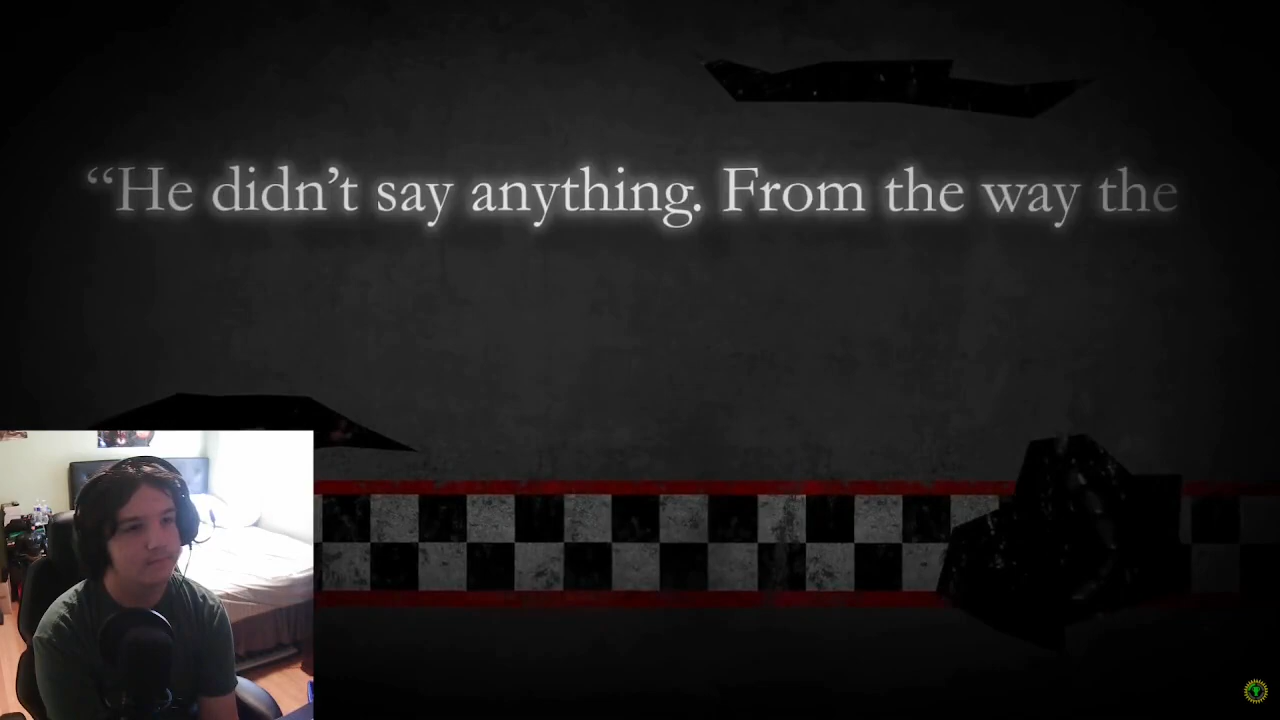 “He didn’t say anything. From the way the